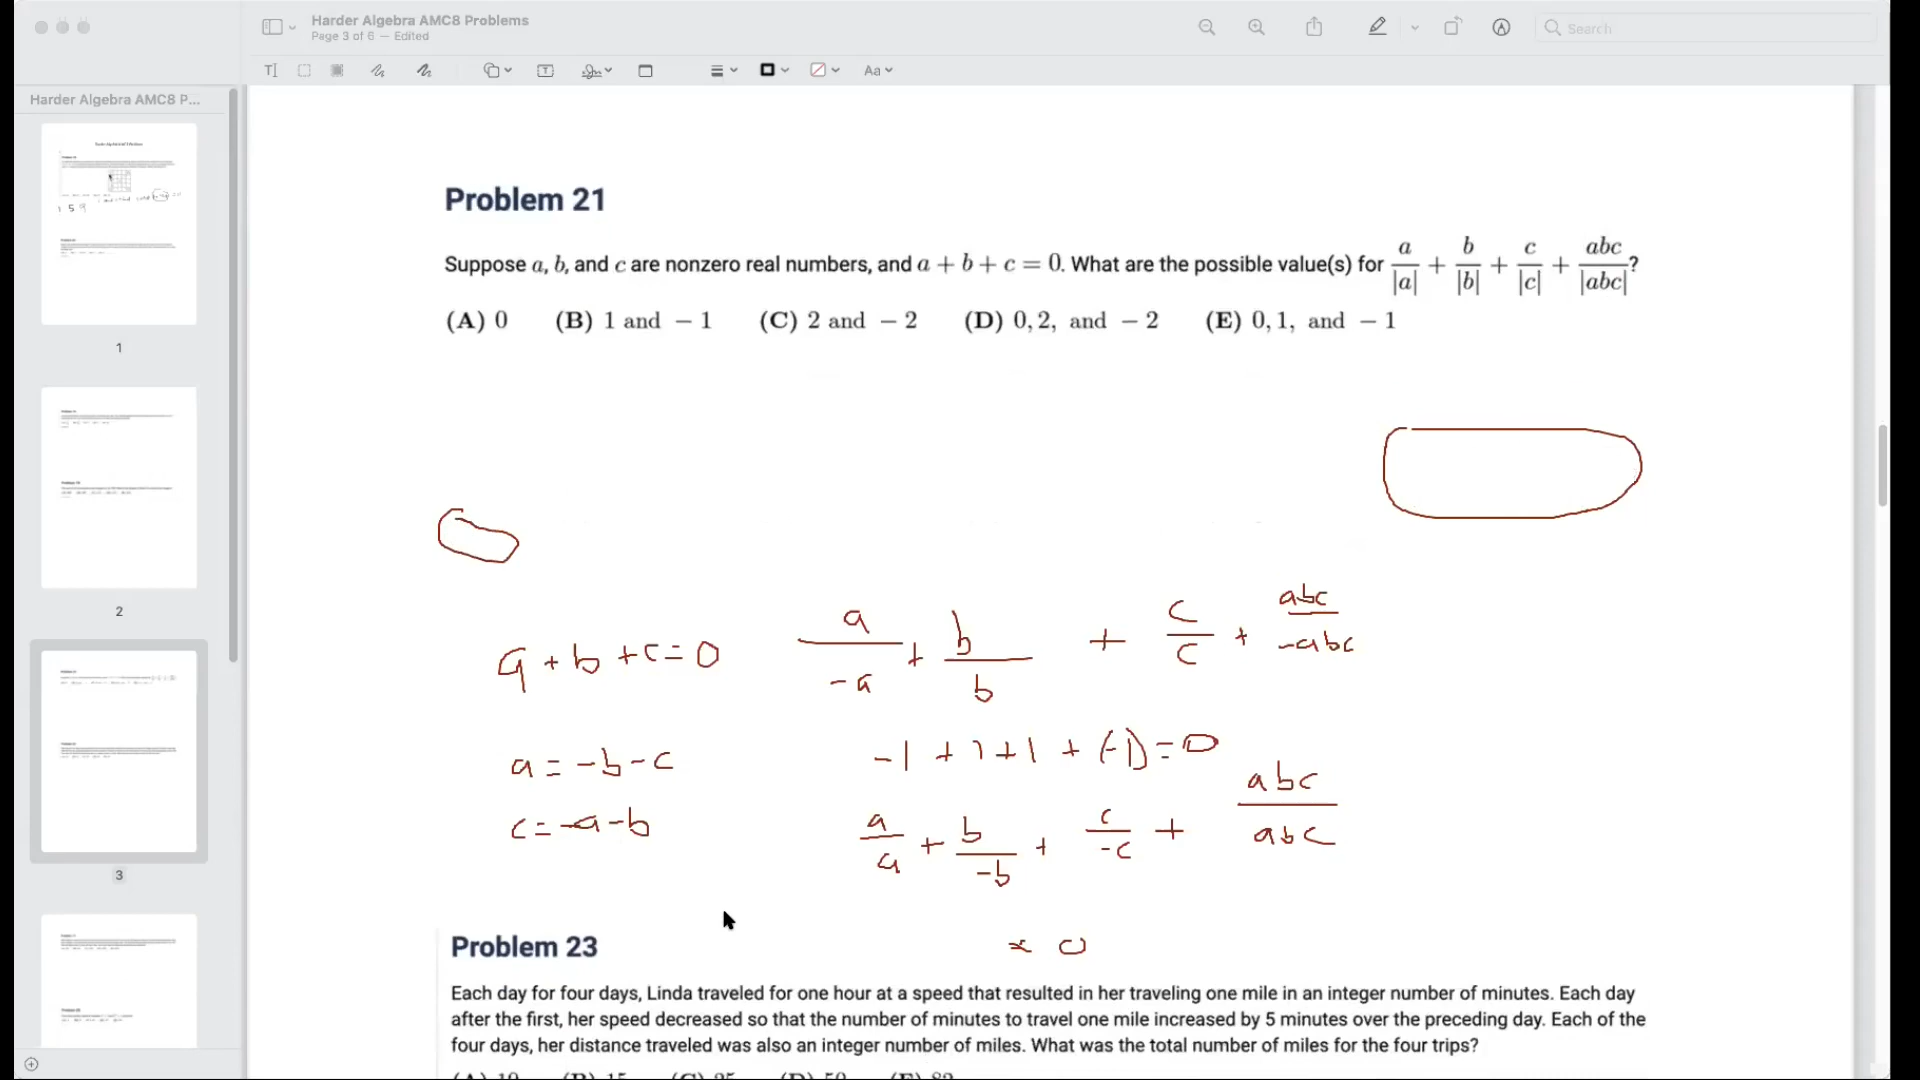 Harder Algebra AMC8 Problems
Page 3 of 6 — Edited
Search
Aa
Harder Algebra AMC8 P...
1
2
3
Problem 21
Suppose a, b, and c are nonzero real numbers, and a + b + c = 0. What are the possible value(s) for a/|a| + b/|b| + c/|c| + abc/|abc|?
(A) 0 (B) 1 and − 1 (C) 2 and − 2 (D) 0, 2, and − 2 (E) 0, 1, and − 1
a + b + c = 0
a/-a + b/b + c/c + abc/-abc
a = -b - c
-1 + 1 + 1 + (-1) = 0
c = -a - b
a/a + b/-b + c/-c + abc/abc
= 0
Problem 23
Each day for four days, Linda traveled for one hour at a speed that resulted in her traveling one mile in an integer number of minutes. Each day
after the first, her speed decreased so that the number of minutes to travel one mile increased by 5 minutes over the preceding day. Each of the
four days, her distance traveled was also an integer number of miles. What was the total number of miles for the four trips?